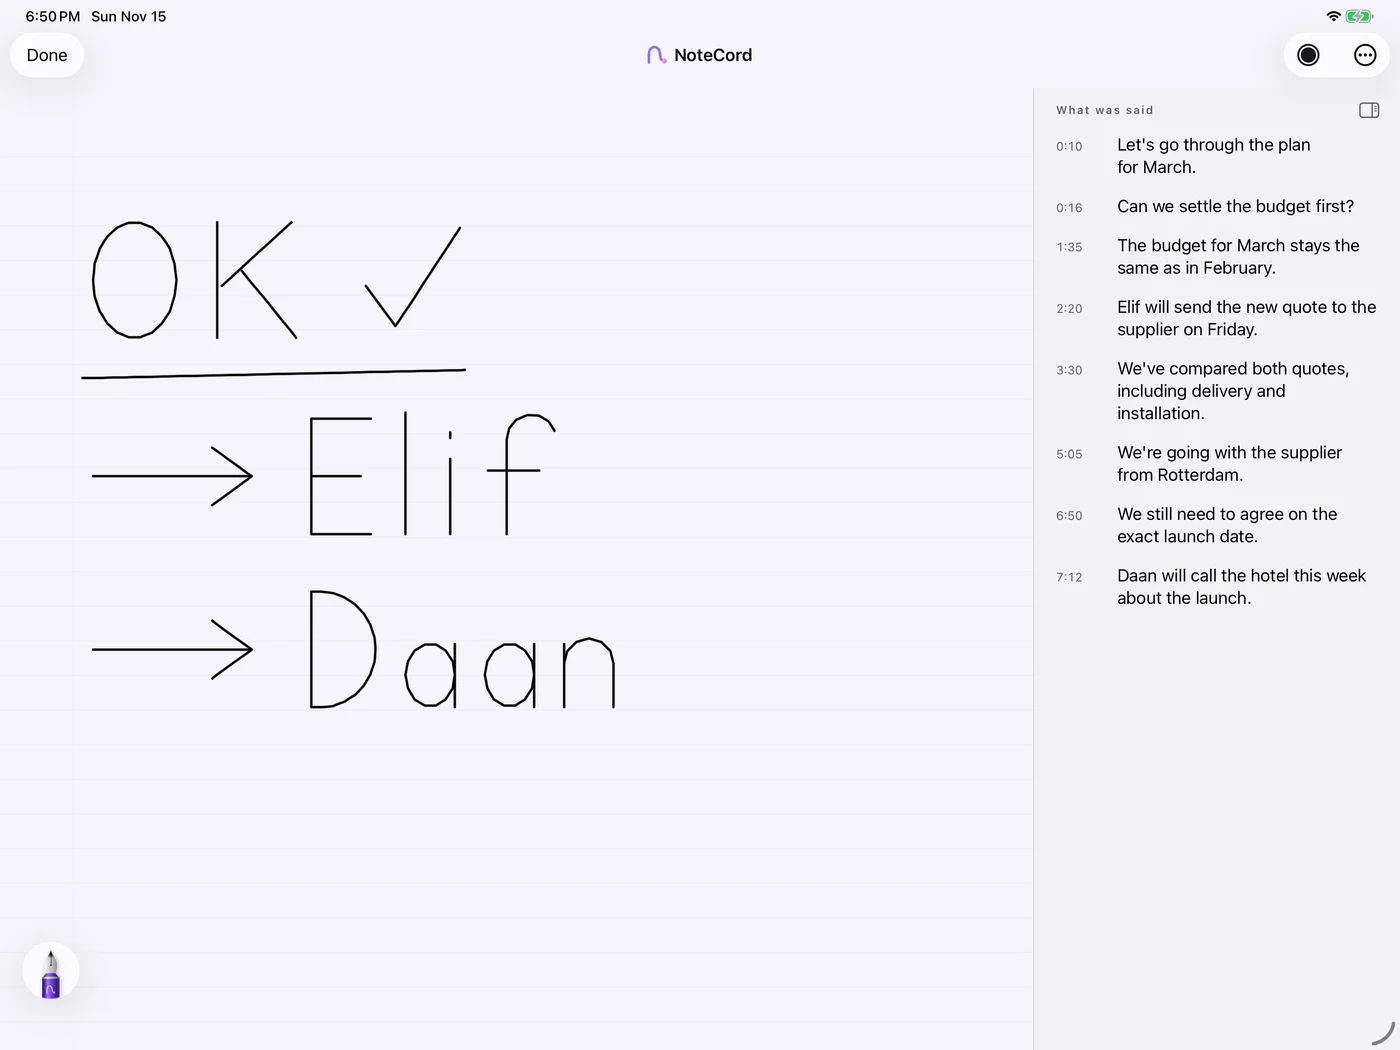 6:50 PM Sun Nov 15
Done
NoteCord
OK ✓
→ Elif
→ Daan
What was said
0:10 Let's go through the plan
for March.
0:16 Can we settle the budget first?
1:35 The budget for March stays the
same as in February.
2:20 Elif will send the new quote to the
supplier on Friday.
3:30 We've compared both quotes,
including delivery and
installation.
5:05 We're going with the supplier
from Rotterdam.
6:50 We still need to agree on the
exact launch date.
7:12 Daan will call the hotel this week
about the launch.